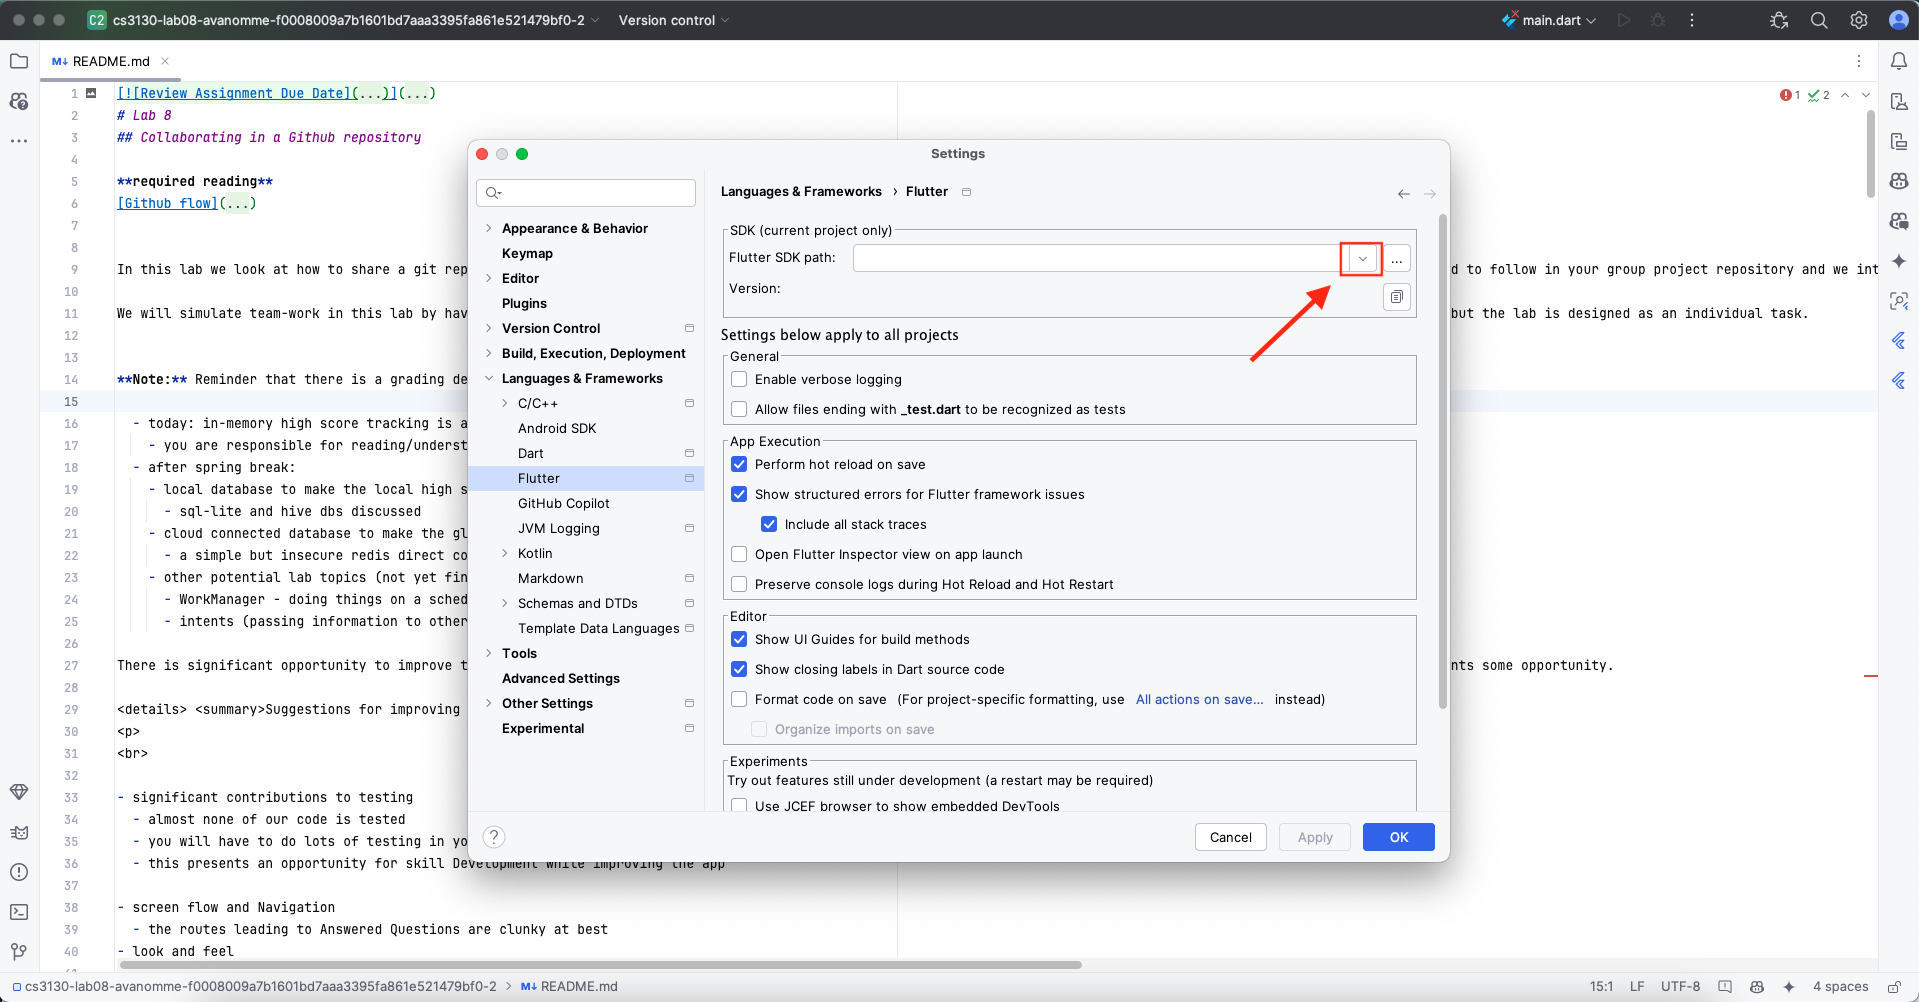 C2 cs3130-lab08-avanomme-f0008009a7b1601bd7aaa3395fa861e521479bf0-2 Version control main.dart
M↓ README.md
1 [![Review Assignment Due Date](...)](...)
1 2
2 # Lab 8
3 ## Collaborating in a Github repository
4
5 **required reading**
6 [Github flow](...)
7
8
9 In this lab we look at how to share a git rep
d to follow in your group project repository and we int
10
11 We will simulate team-work in this lab by hav
but the lab is designed as an individual task.
12
13
14 **Note:** Reminder that there is a grading de
15
16 - today: in-memory high score tracking is a
17 - you are responsible for reading/underst
18 - after spring break:
19 - local database to make the local high s
20 - sql-lite and hive dbs discussed
21 - cloud connected database to make the gl
22 - a simple but insecure redis direct co
23 - other potential lab topics (not yet fin
24 - WorkManager - doing things on a sched
25 - intents (passing information to other
26
27 There is significant opportunity to improve t
nts some opportunity.
28
29 <details> <summary>Suggestions for improving
30 <p>
31 <br>
32
33 - significant contributions to testing
34 - almost none of our code is tested
35 - you will have to do lots of testing in yo
36 - this presents an opportunity for skill Development while improving the app
37
38 - screen flow and Navigation
39 - the routes leading to Answered Questions are clunky at best
40 - look and feel
Settings
Appearance & Behavior
Keymap
Editor
Plugins
Version Control
Build, Execution, Deployment
Languages & Frameworks
C/C++
Android SDK
Dart
Flutter
GitHub Copilot
JVM Logging
Kotlin
Markdown
Schemas and DTDs
Template Data Languages
Tools
Advanced Settings
Other Settings
Experimental
Languages & Frameworks › Flutter
SDK (current project only)
Flutter SDK path:
...
Version:
Settings below apply to all projects
General
Enable verbose logging
Allow files ending with _test.dart to be recognized as tests
App Execution
Perform hot reload on save
Show structured errors for Flutter framework issues
Include all stack traces
Open Flutter Inspector view on app launch
Preserve console logs during Hot Reload and Hot Restart
Editor
Show UI Guides for build methods
Show closing labels in Dart source code
Format code on save (For project-specific formatting, use All actions on save... instead)
Organize imports on save
Experiments
Try out features still under development (a restart may be required)
Use JCEF browser to show embedded DevTools
?
Cancel Apply OK
cs3130-lab08-avanomme-f0008009a7b1601bd7aaa3395fa861e521479bf0-2 › M↓ README.md
15:1 LF UTF-8 4 spaces